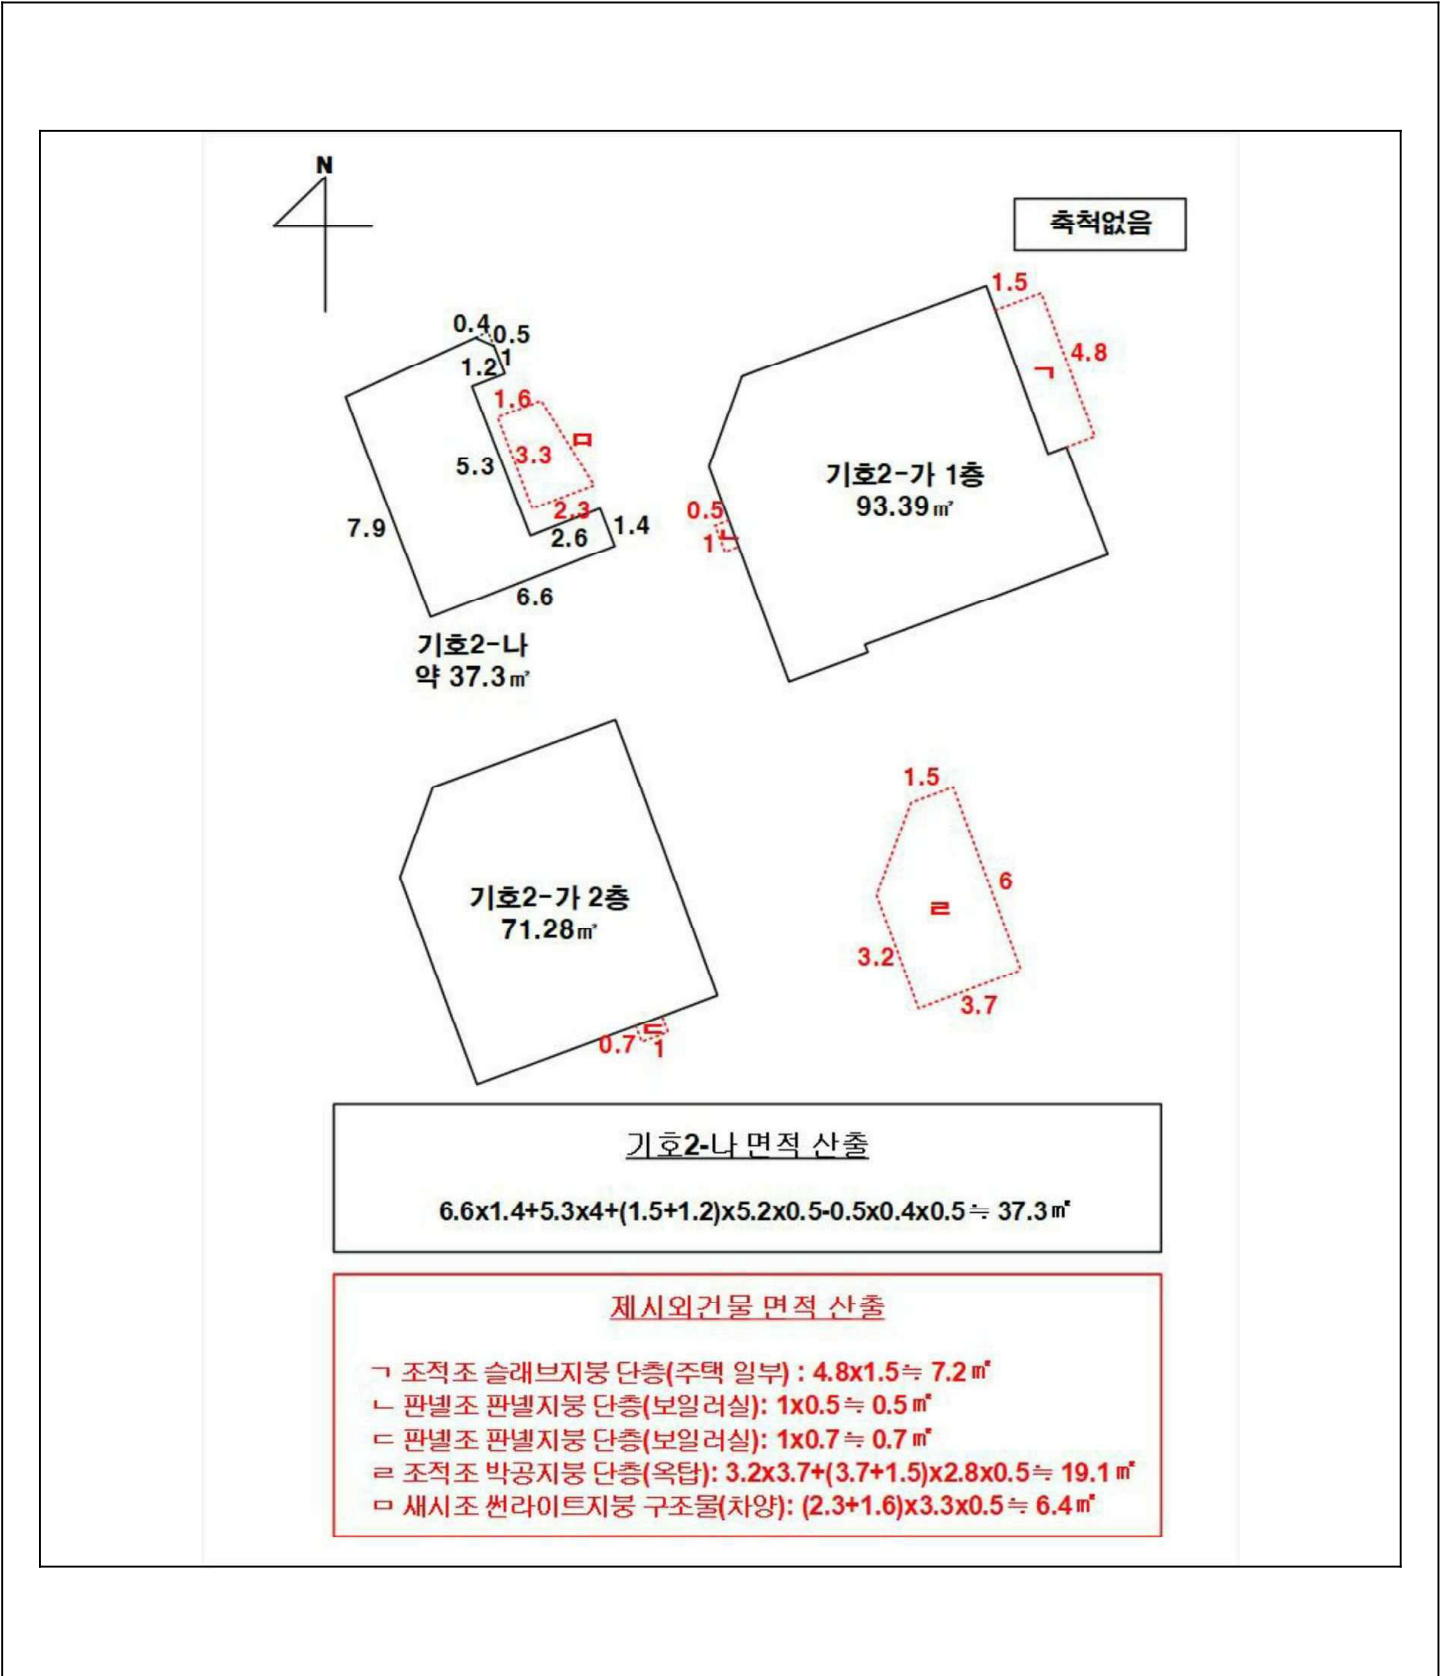 N
축척없음
0.4
0.5
1
1.2
1.6
ㅁ
3.3
5.3
2.3
2.6
1.4
7.9
6.6
기호2-나
약 37.3㎡
1.5
4.8
ㄱ
기호2-가 1층
93.39㎡
0.5
ㄴ
1
기호2-가 2층
71.28㎡
0.7
ㄷ
1
1.5
6
ㄹ
3.2
3.7
기호2-나 면적 산출
6.6x1.4+5.3x4+(1.5+1.2)x5.2x0.5-0.5x0.4x0.5≒ 37.3㎡
제시외건물 면적 산출
ㄱ 조적조 슬래브지붕 단층(주택 일부) : 4.8x1.5≒ 7.2㎡
ㄴ 판넬조 판넬지붕 단층(보일러실): 1x0.5≒ 0.5㎡
ㄷ 판넬조 판넬지붕 단층(보일러실): 1x0.7≒ 0.7㎡
ㄹ 조적조 박공지붕 단층(옥탑): 3.2x3.7+(3.7+1.5)x2.8x0.5≒ 19.1㎡
ㅁ 새시조 썬라이트지붕 구조물(차양): (2.3+1.6)x3.3x0.5≒ 6.4㎡